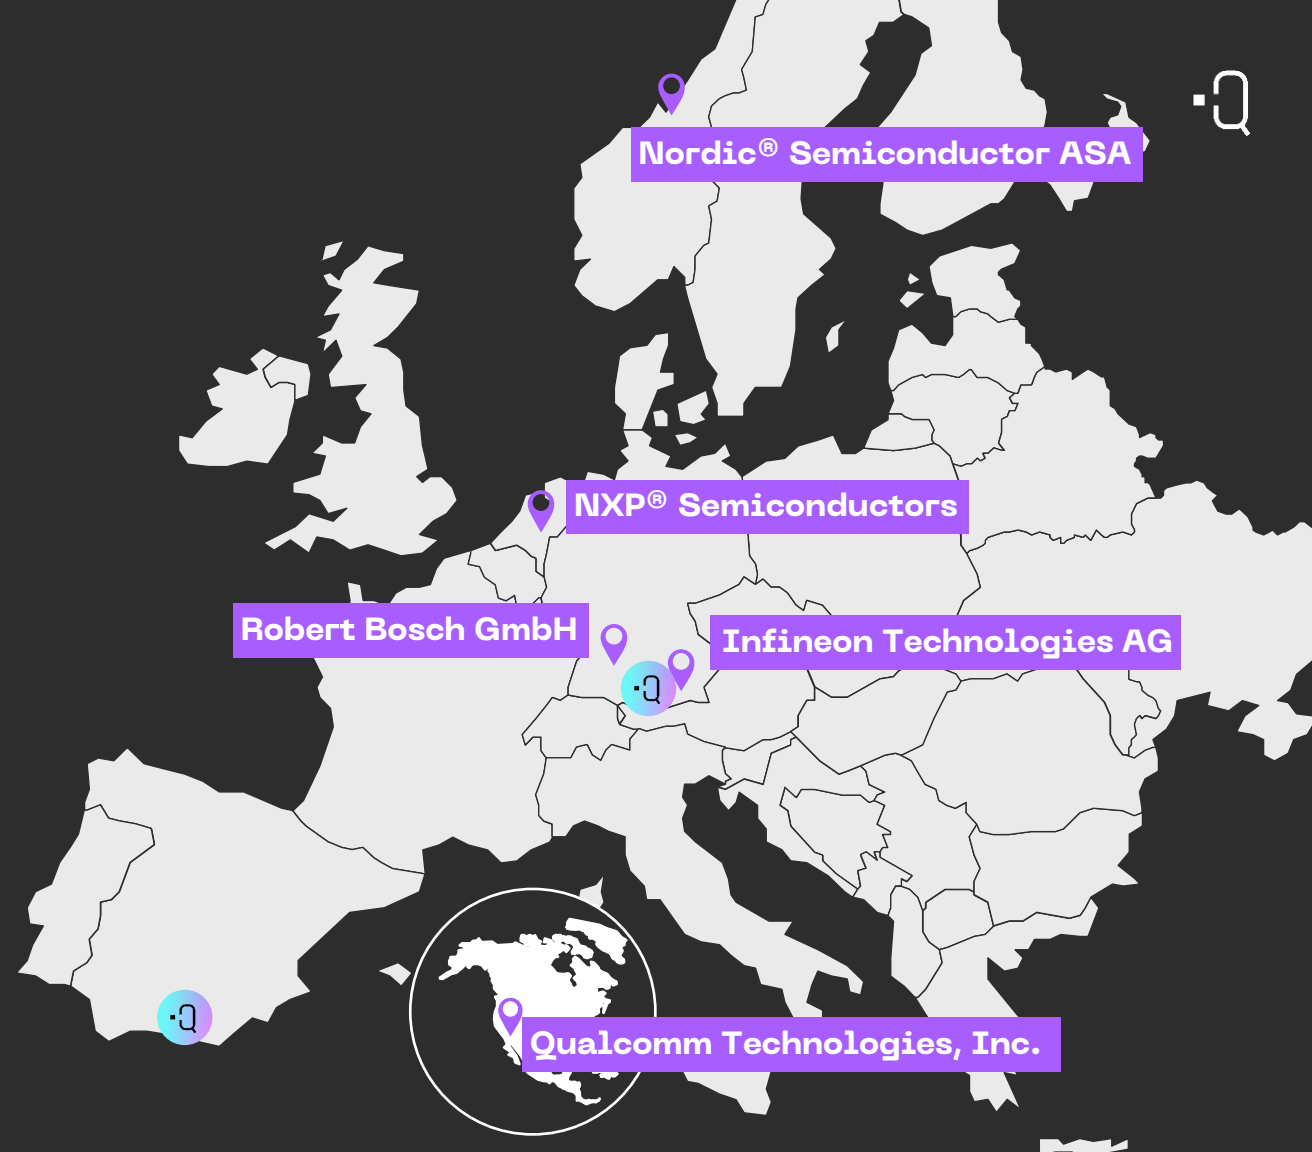 Nordic® Semiconductor ASA
NXP® Semiconductors
Robert Bosch GmbH
Infineon Technologies AG
Qualcomm Technologies, Inc.